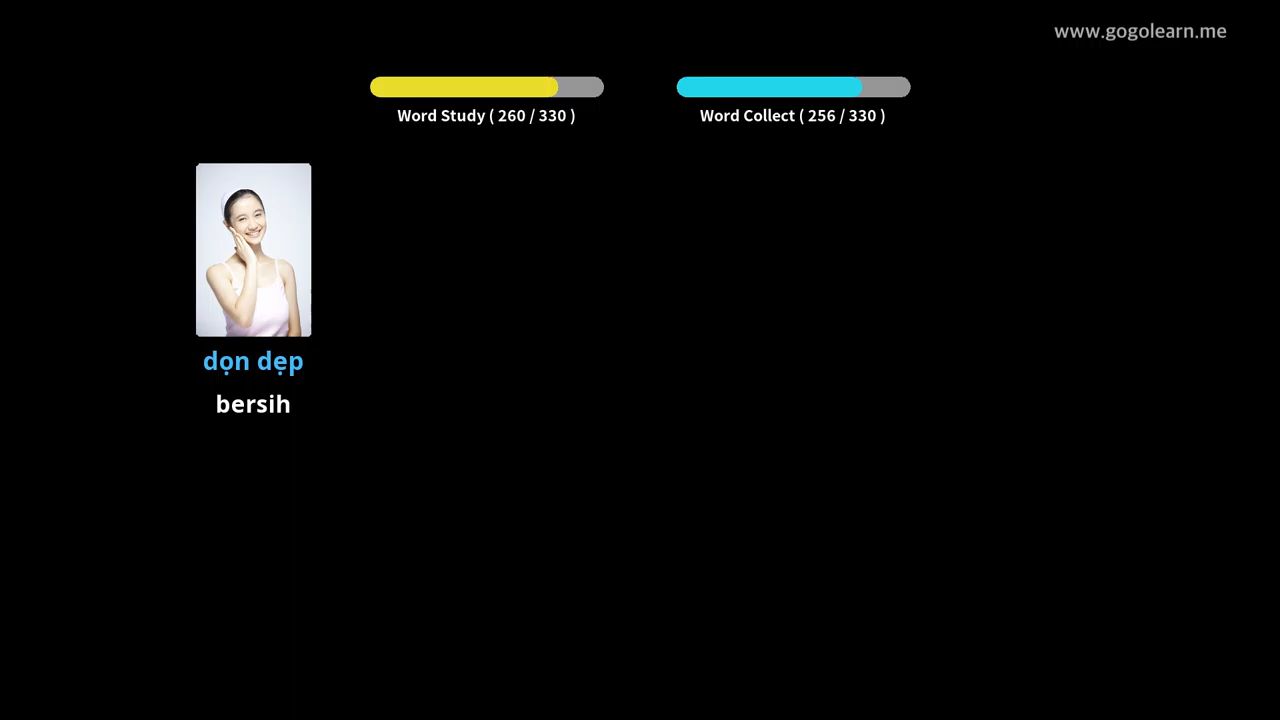 www.gogolearn.me
Word Study ( 260 / 330 )
Word Collect ( 256 / 330 )
dọn dẹp
bersih